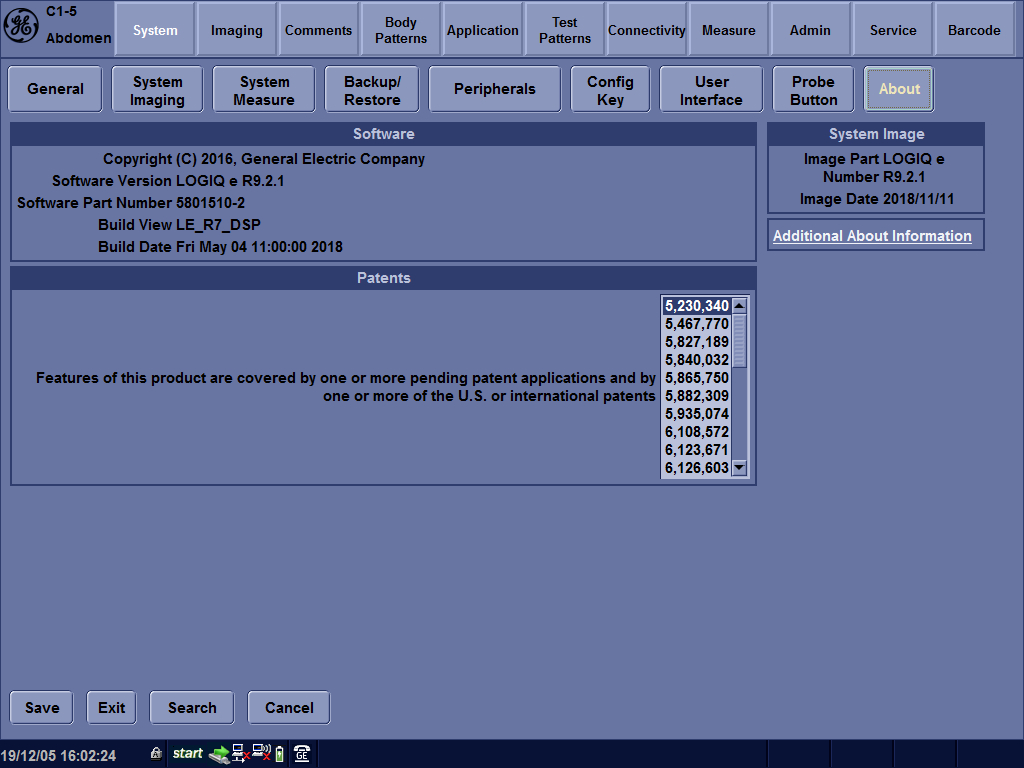 C1-5
Abdomen
System
Imaging
Comments
Body
Patterns
Application
Test
Patterns
Connectivity
Measure
Admin
Service
Barcode
General
System
Imaging
System
Measure
Backup/
Restore
Peripherals
Config
Key
User
Interface
Probe
Button
About
Software
Copyright (C) 2016, General Electric Company
Software Version LOGIQ e R9.2.1
Software Part Number 5801510-2
Build View LE_R7_DSP
Build Date Fri May 04 11:00:00 2018
System Image
Image Part LOGIQ e
Number R9.2.1
Image Date 2018/11/11
Additional About Information
Patents
Features of this product are covered by one or more pending patent applications and by
one or more of the U.S. or international patents
5,230,340
5,467,770
5,827,189
5,840,032
5,865,750
5,882,309
5,935,074
6,108,572
6,123,671
6,126,603
Save
Exit
Search
Cancel
19/12/05 16:02:24
start
GE